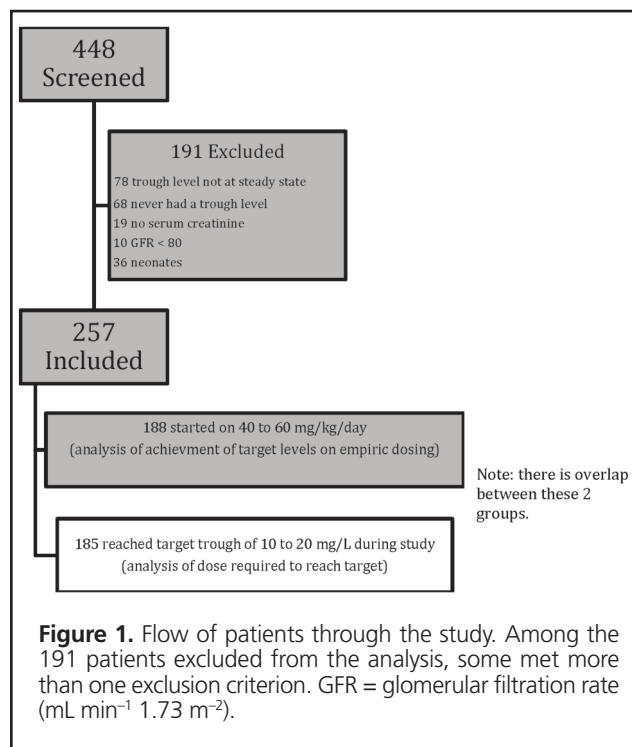 448
Screened
191 Excluded
78 trough level not at steady state
68 never had a trough level
19 no serum creatinine
10 GFR < 80
36 neonates
257
Included
188 started on 40 to 60 mg/kg/day
(analysis of achievment of target levels on empiric dosing)
Note: there is overlap
between these 2
groups.
185 reached target trough of 10 to 20 mg/L during study
(analysis of dose required to reach target)
Figure 1. Flow of patients through the study. Among the
191 patients excluded from the analysis, some met more
than one exclusion criterion. GFR = glomerular filtration rate
(mL min⁻¹ 1.73 m⁻²).